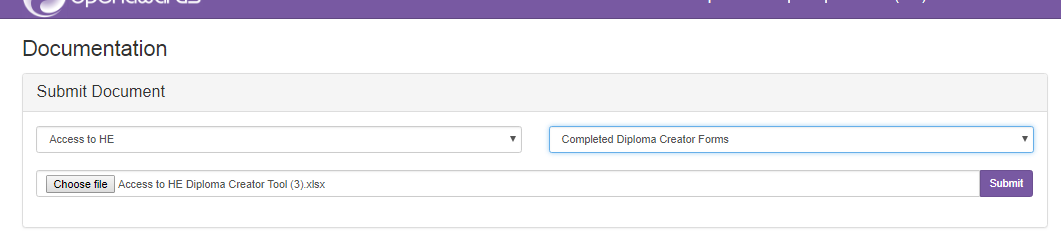 Documentation
Submit Document
Access to HE
Completed Diploma Creator Forms
Choose file Access to HE Diploma Creator Tool (3).xlsx
Submit